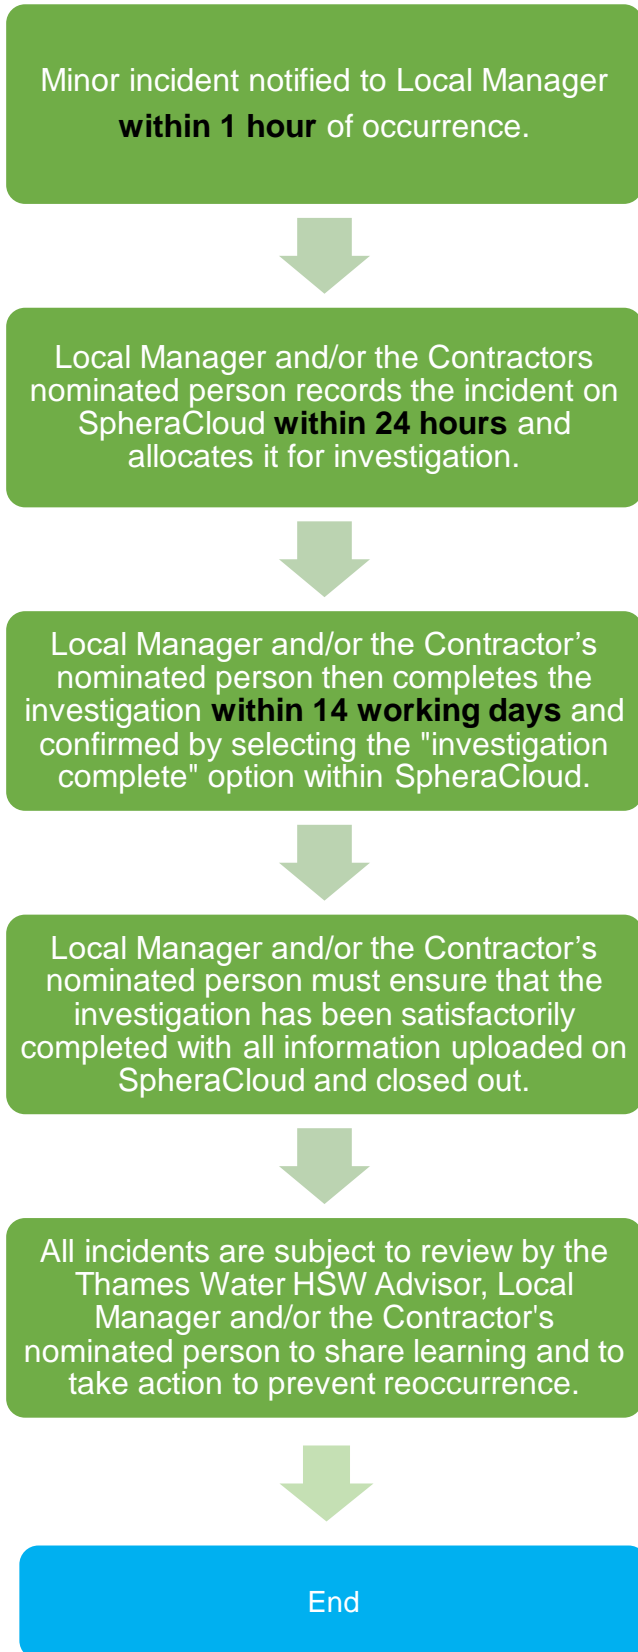 Minor incident notified to Local Manager
within 1 hour of occurrence.
Local Manager and/or the Contractors
nominated person records the incident on
SpheraCloud within 24 hours and
allocates it for investigation.
Local Manager and/or the Contractor’s
nominated person then completes the
investigation within 14 working days and
confirmed by selecting the "investigation
complete" option within SpheraCloud.
Local Manager and/or the Contractor’s
nominated person must ensure that the
investigation has been satisfactorily
completed with all information uploaded on
SpheraCloud and closed out.
All incidents are subject to review by the
Thames Water HSW Advisor, Local
Manager and/or the Contractor's
nominated person to share learning and to
take action to prevent reoccurrence.
End